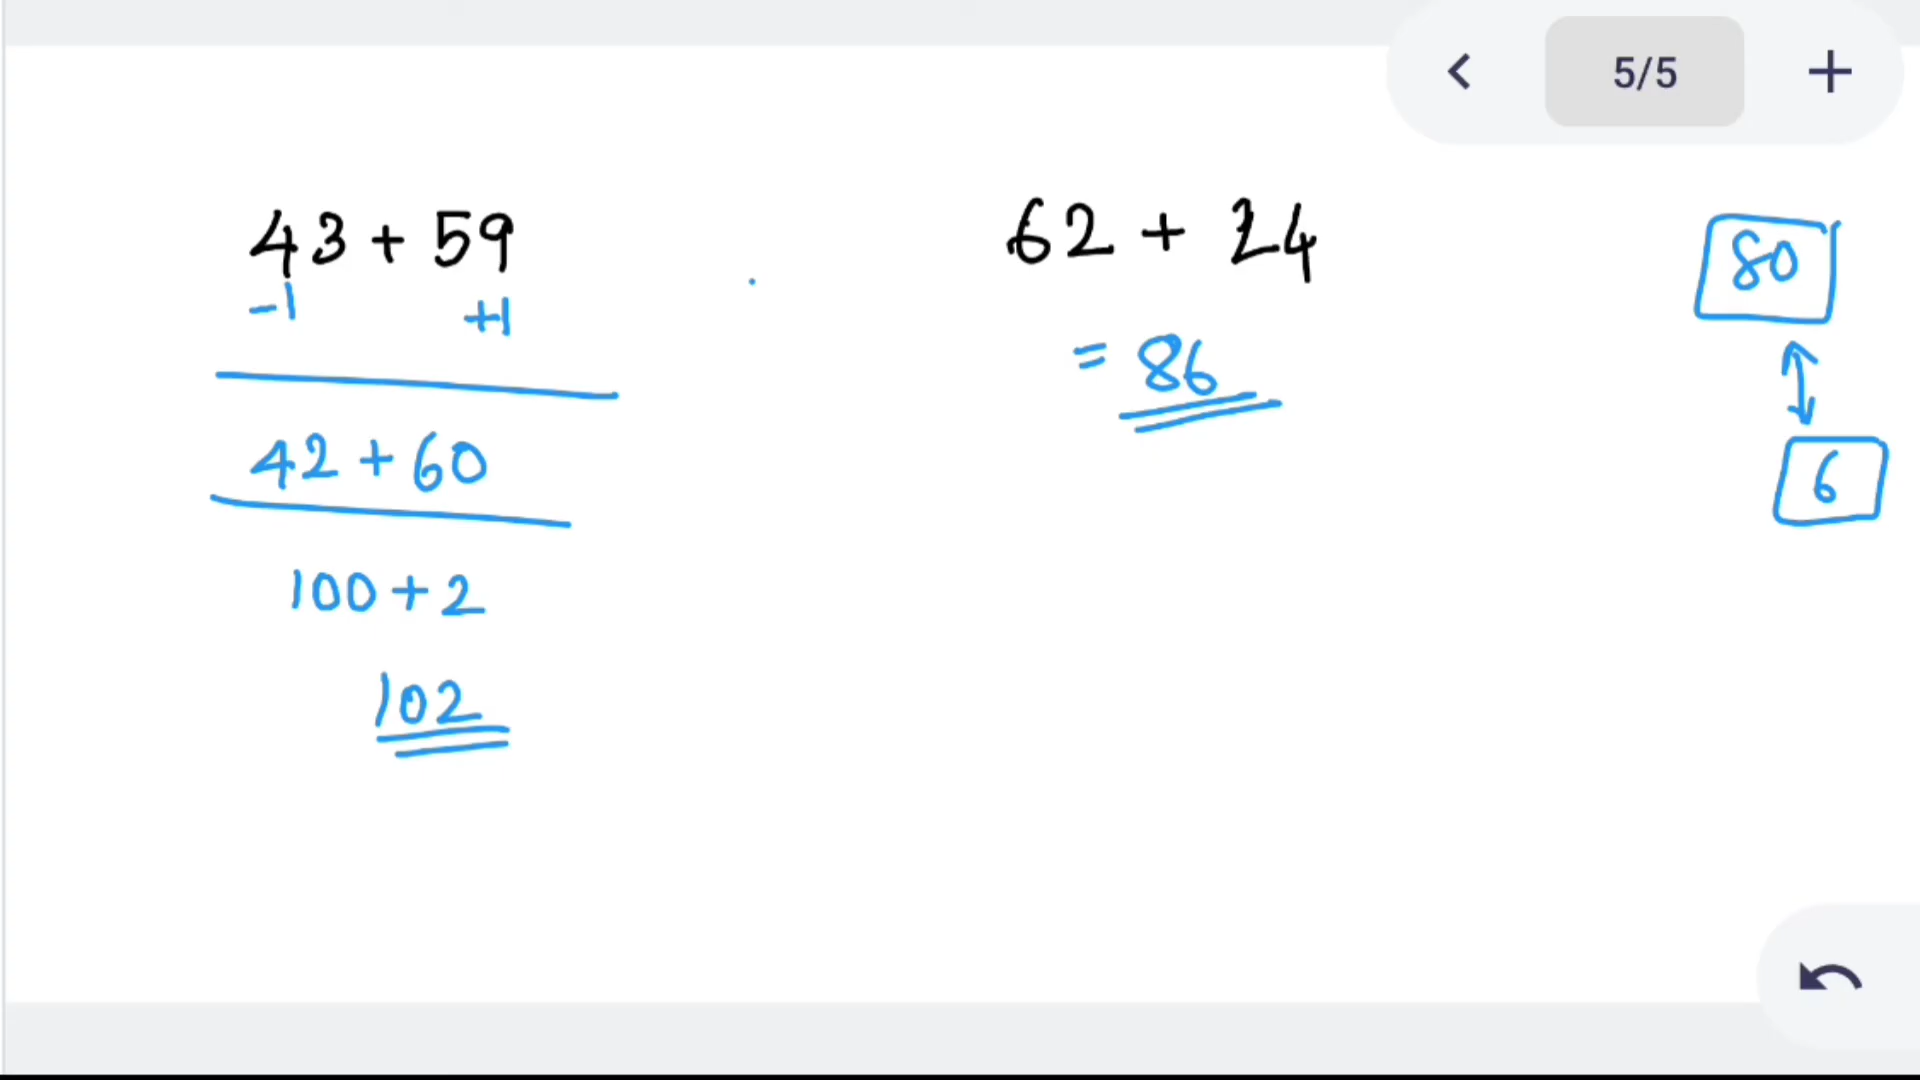 5/5
43 + 59
-1 +1
42 + 60
100 + 2
102
62 + 24
= 86
80
6